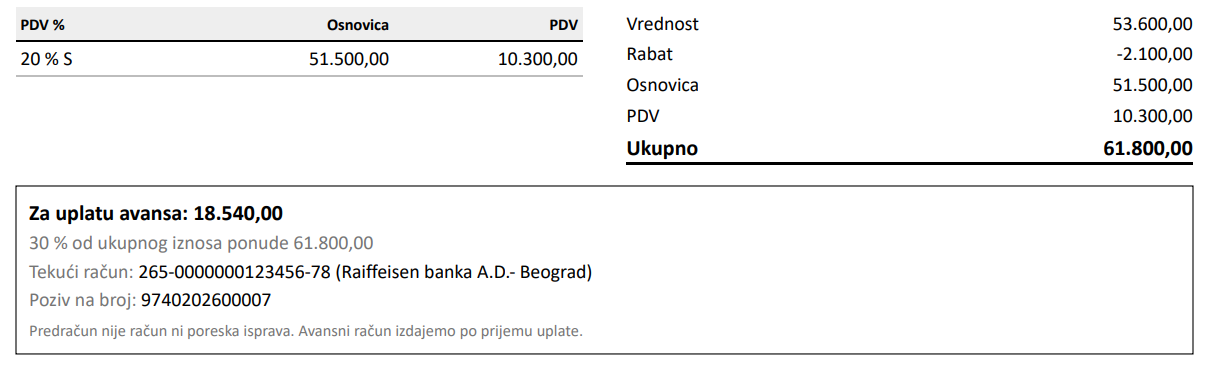 PDV % Osnovica PDV
20 % S 51.500,00 10.300,00
Vrednost 53.600,00
Rabat -2.100,00
Osnovica 51.500,00
PDV 10.300,00
Ukupno 61.800,00
Za uplatu avansa: 18.540,00
30 % od ukupnog iznosa ponude 61.800,00
Tekući račun: 265-0000000123456-78 (Raiffeisen banka A.D.- Beograd)
Poziv na broj: 9740202600007
Predračun nije račun ni poreska isprava. Avansni račun izdajemo po prijemu uplate.